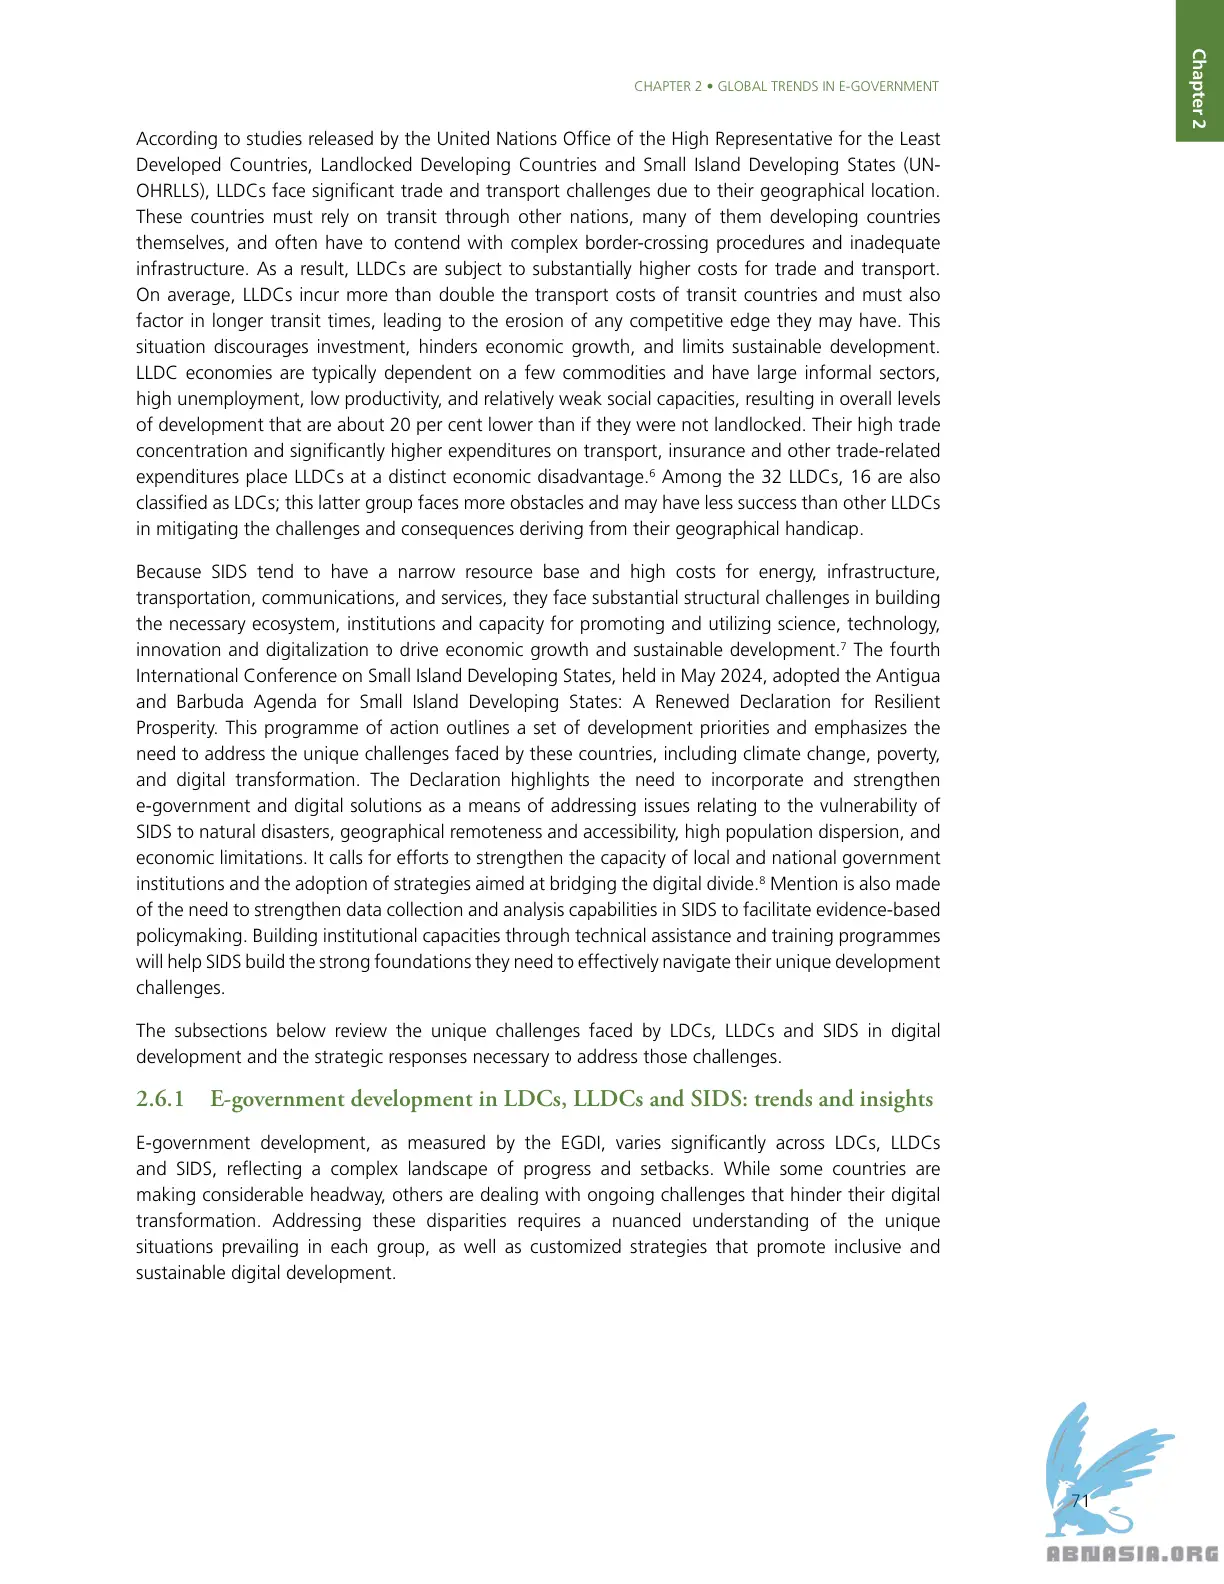 Chapter 2
CHAPTER 2 • GLOBAL TRENDS IN E-GOVERNMENT
According to studies released by the United Nations Office of the High Representative for the Least
Developed Countries, Landlocked Developing Countries and Small Island Developing States (UN-
OHRLLS), LLDCs face significant trade and transport challenges due to their geographical location.
These countries must rely on transit through other nations, many of them developing countries
themselves, and often have to contend with complex border-crossing procedures and inadequate
infrastructure. As a result, LLDCs are subject to substantially higher costs for trade and transport.
On average, LLDCs incur more than double the transport costs of transit countries and must also
factor in longer transit times, leading to the erosion of any competitive edge they may have. This
situation discourages investment, hinders economic growth, and limits sustainable development.
LLDC economies are typically dependent on a few commodities and have large informal sectors,
high unemployment, low productivity, and relatively weak social capacities, resulting in overall levels
of development that are about 20 per cent lower than if they were not landlocked. Their high trade
concentration and significantly higher expenditures on transport, insurance and other trade-related
expenditures place LLDCs at a distinct economic disadvantage.⁶ Among the 32 LLDCs, 16 are also
classified as LDCs; this latter group faces more obstacles and may have less success than other LLDCs
in mitigating the challenges and consequences deriving from their geographical handicap.
Because SIDS tend to have a narrow resource base and high costs for energy, infrastructure,
transportation, communications, and services, they face substantial structural challenges in building
the necessary ecosystem, institutions and capacity for promoting and utilizing science, technology,
innovation and digitalization to drive economic growth and sustainable development.⁷ The fourth
International Conference on Small Island Developing States, held in May 2024, adopted the Antigua
and Barbuda Agenda for Small Island Developing States: A Renewed Declaration for Resilient
Prosperity. This programme of action outlines a set of development priorities and emphasizes the
need to address the unique challenges faced by these countries, including climate change, poverty,
and digital transformation. The Declaration highlights the need to incorporate and strengthen
e-government and digital solutions as a means of addressing issues relating to the vulnerability of
SIDS to natural disasters, geographical remoteness and accessibility, high population dispersion, and
economic limitations. It calls for efforts to strengthen the capacity of local and national government
institutions and the adoption of strategies aimed at bridging the digital divide.⁸ Mention is also made
of the need to strengthen data collection and analysis capabilities in SIDS to facilitate evidence-based
policymaking. Building institutional capacities through technical assistance and training programmes
will help SIDS build the strong foundations they need to effectively navigate their unique development
challenges.
The subsections below review the unique challenges faced by LDCs, LLDCs and SIDS in digital
development and the strategic responses necessary to address those challenges.
2.6.1 E-government development in LDCs, LLDCs and SIDS: trends and insights
E-government development, as measured by the EGDI, varies significantly across LDCs, LLDCs
and SIDS, reflecting a complex landscape of progress and setbacks. While some countries are
making considerable headway, others are dealing with ongoing challenges that hinder their digital
transformation. Addressing these disparities requires a nuanced understanding of the unique
situations prevailing in each group, as well as customized strategies that promote inclusive and
sustainable digital development.
71
ABNASIA.ORG